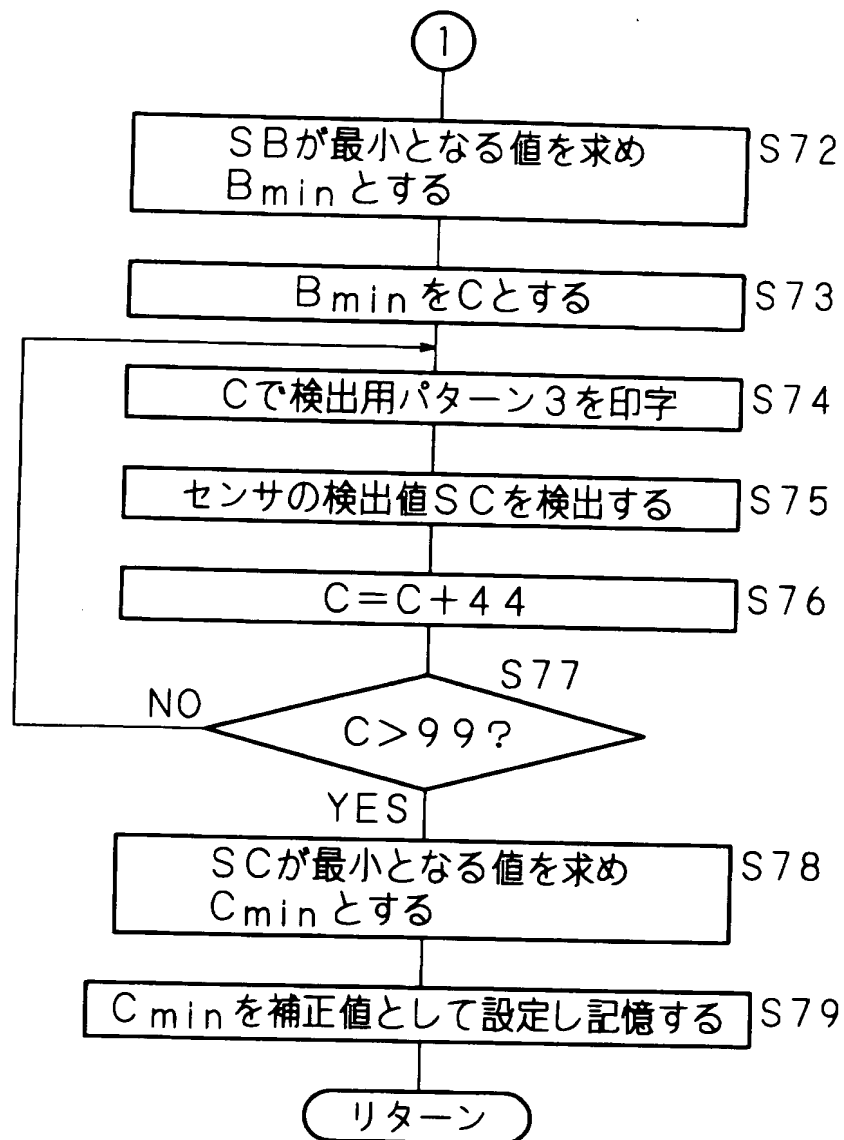 1
SBが最小となる値を求め
Bminとする
S72
BminをCとする
S73
Cで検出用パターン3を印字
S74
センサの検出値SCを検出する
S75
C=C+44
S76
S77
NO
C>99?
YES
SCが最小となる値を求め
Cminとする
S78
Cminを補正値として設定し記憶する
S79
リターン